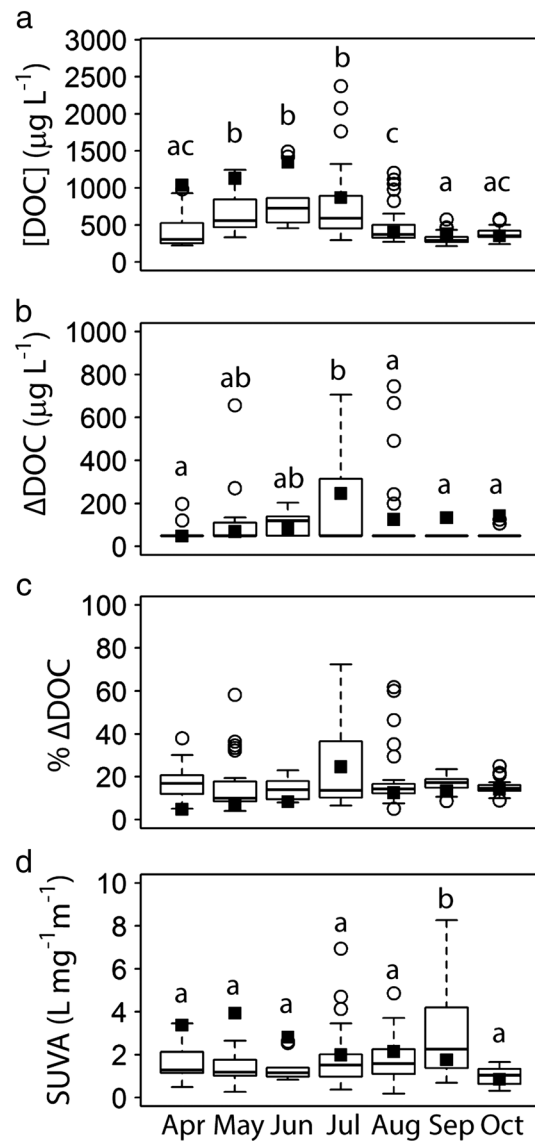 a
[DOC] (µg L⁻¹)
3000
2500
2000
1500
1000
500
0
ac
b
b
b
c
a
ac
b
ΔDOC (µg L⁻¹)
1000
800
600
400
200
0
a
ab
ab
b
a
a
a
c
% ΔDOC
100
80
60
40
20
0
d
SUVA (L mg⁻¹m⁻¹)
10
8
6
4
2
0
a
a
a
a
a
b
a
Apr May Jun Jul Aug Sep Oct